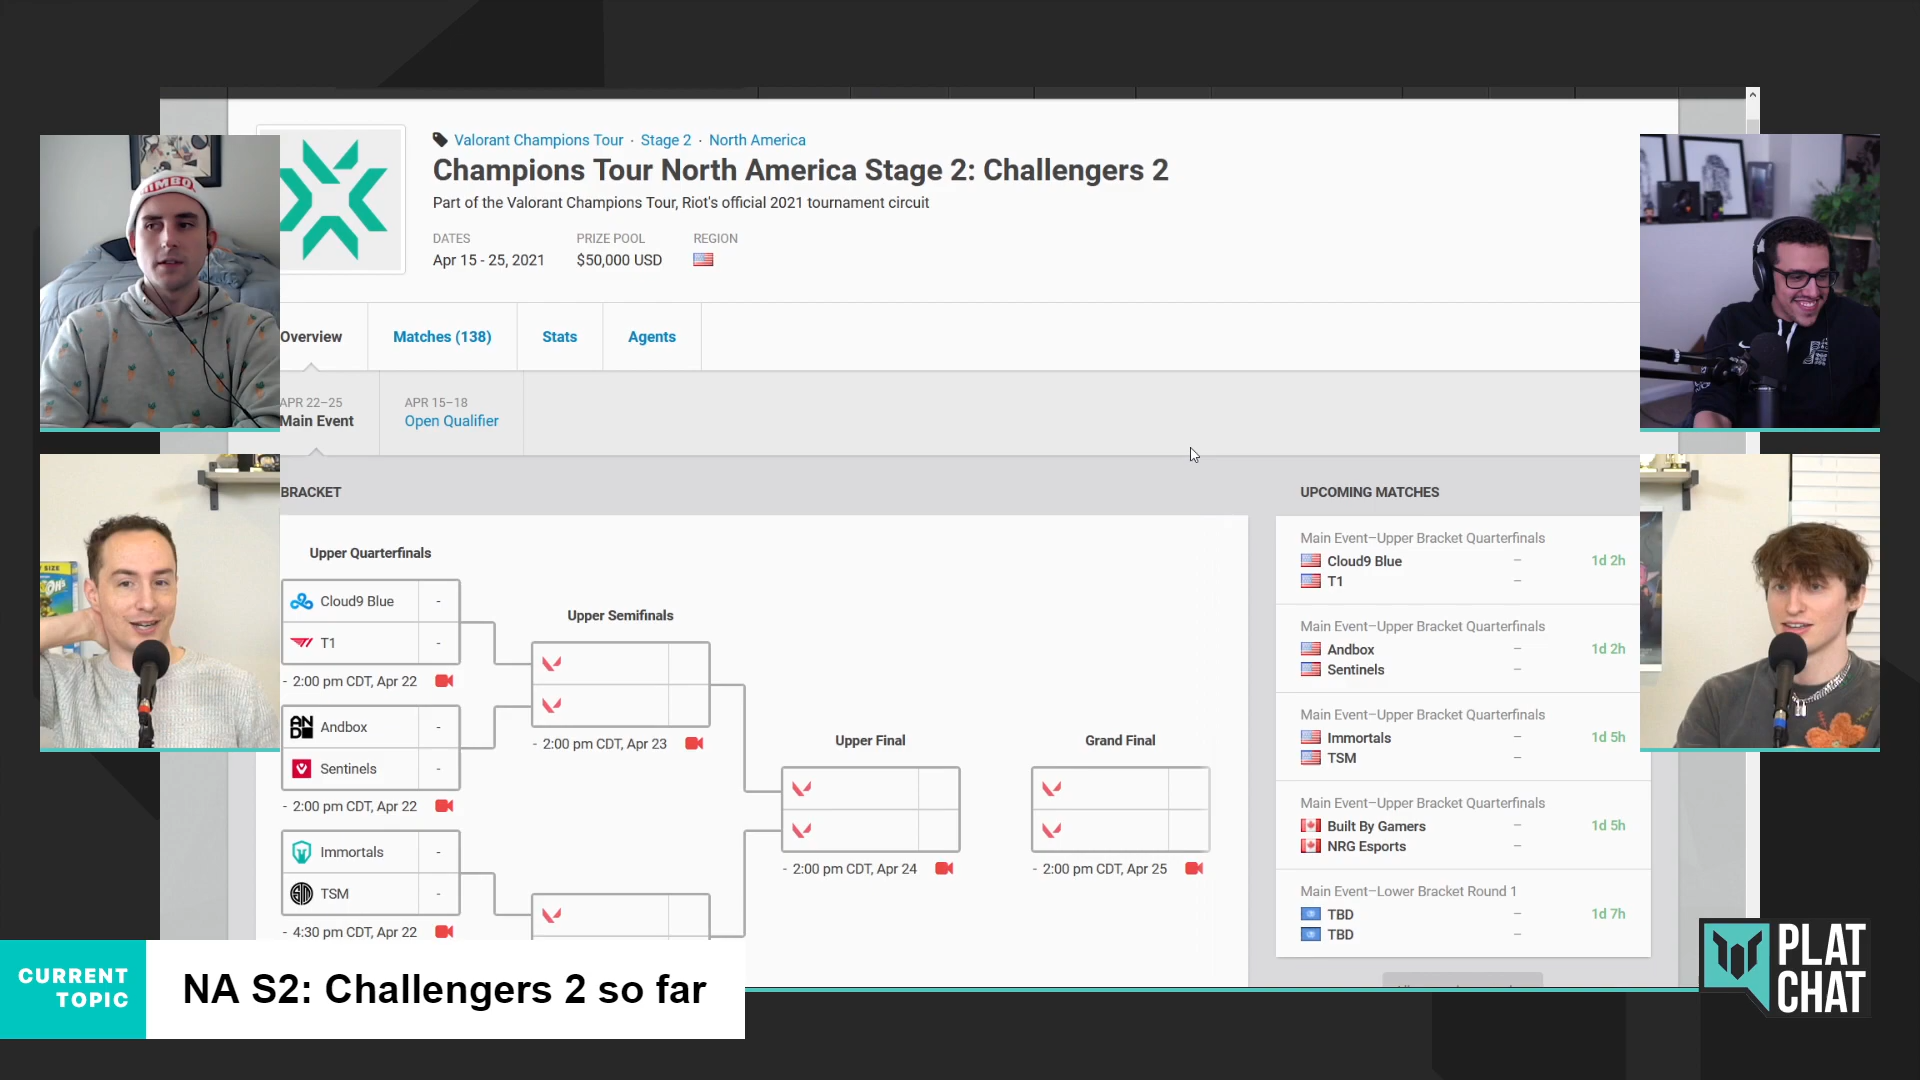 Valorant Champions Tour · Stage 2 · North America
Champions Tour North America Stage 2: Challengers 2
Part of the Valorant Champions Tour, Riot's official 2021 tournament circuit
DATES PRIZE POOL REGION
Apr 15 - 25, 2021 $50,000 USD
Overview Matches (138) Stats Agents
APR 22–25 APR 15–18
Main Event Open Qualifier
BRACKET
Upper Quarterfinals
Cloud9 Blue -
T1 -
- 2:00 pm CDT, Apr 22
Andbox -
Sentinels -
- 2:00 pm CDT, Apr 22
Immortals -
TSM -
- 4:30 pm CDT, Apr 22
Upper Semifinals
- 2:00 pm CDT, Apr 23
Upper Final
- 2:00 pm CDT, Apr 24
Grand Final
- 2:00 pm CDT, Apr 25
UPCOMING MATCHES
Main Event–Upper Bracket Quarterfinals
Cloud9 Blue – 1d 2h
T1 –
Main Event–Upper Bracket Quarterfinals
Andbox – 1d 2h
Sentinels –
Main Event–Upper Bracket Quarterfinals
Immortals – 1d 5h
TSM –
Main Event–Upper Bracket Quarterfinals
Built By Gamers – 1d 5h
NRG Esports –
Main Event–Lower Bracket Round 1
TBD – 1d 7h
TBD –
CURRENT
TOPIC
NA S2: Challengers 2 so far
PLAT
CHAT